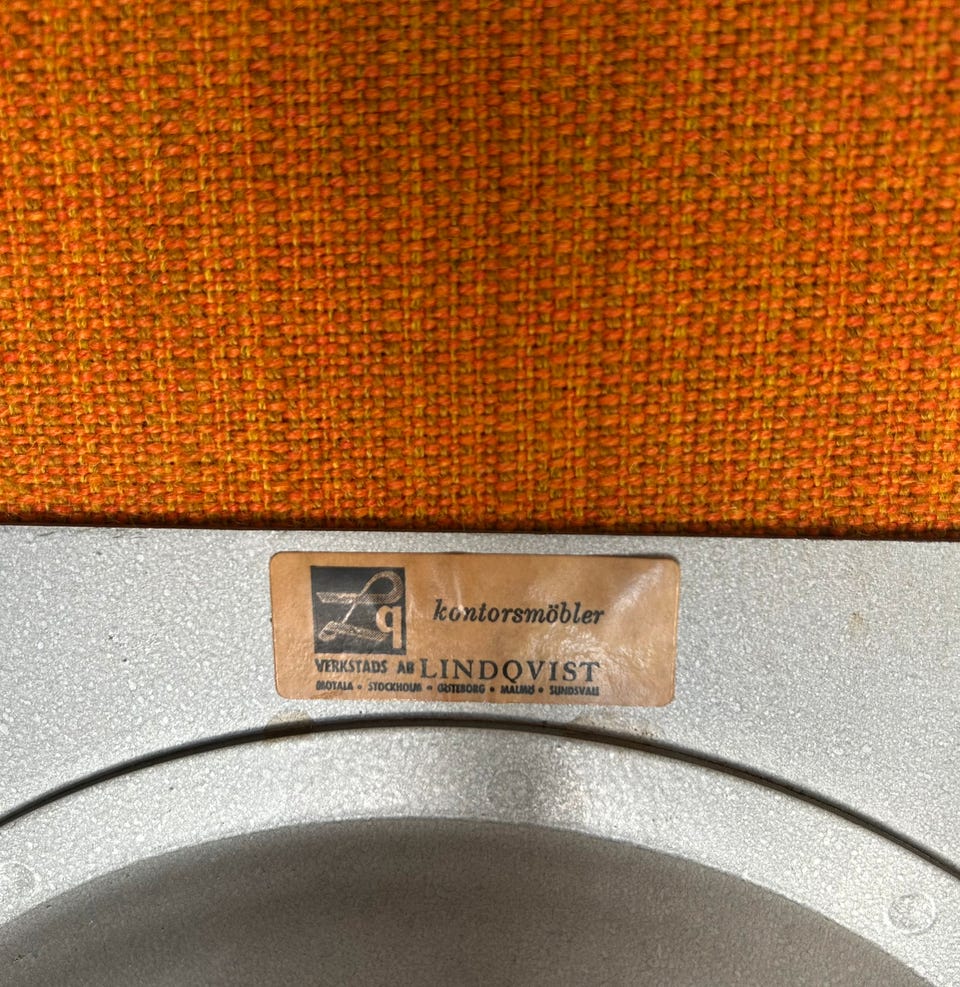 Lq
kontorsmöbler
VERKSTADS AB LINDQVIST
MOTALA • STOCKHOLM • GÖTEBORG • MALMÖ • SUNDSVALL